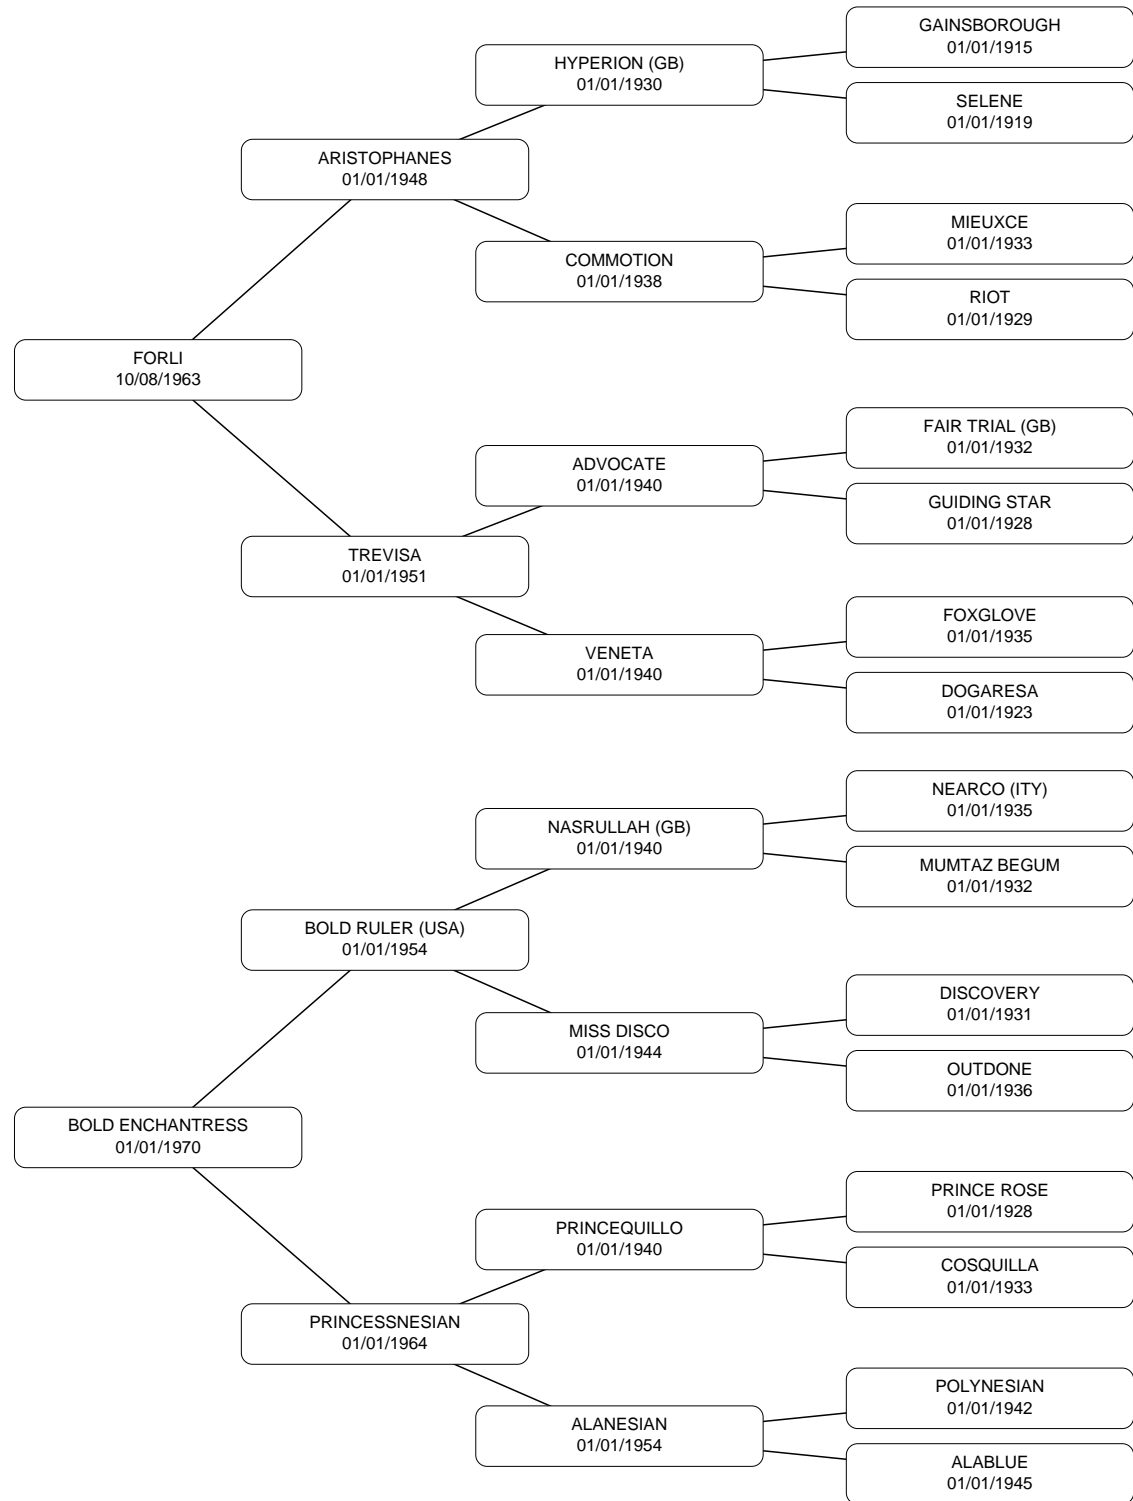 GAINSBOROUGH
01/01/1915
HYPERION (GB)
01/01/1930
SELENE
01/01/1919
ARISTOPHANES
01/01/1948
MIEUXCE
01/01/1933
COMMOTION
01/01/1938
RIOT
01/01/1929
FORLI
10/08/1963
FAIR TRIAL (GB)
01/01/1932
ADVOCATE
01/01/1940
GUIDING STAR
01/01/1928
TREVISA
01/01/1951
FOXGLOVE
01/01/1935
VENETA
01/01/1940
DOGARESA
01/01/1923
NEARCO (ITY)
01/01/1935
NASRULLAH (GB)
01/01/1940
MUMTAZ BEGUM
01/01/1932
BOLD RULER (USA)
01/01/1954
DISCOVERY
01/01/1931
MISS DISCO
01/01/1944
OUTDONE
01/01/1936
BOLD ENCHANTRESS
01/01/1970
PRINCE ROSE
01/01/1928
PRINCEQUILLO
01/01/1940
COSQUILLA
01/01/1933
PRINCESSNESIAN
01/01/1964
POLYNESIAN
01/01/1942
ALANESIAN
01/01/1954
ALABLUE
01/01/1945